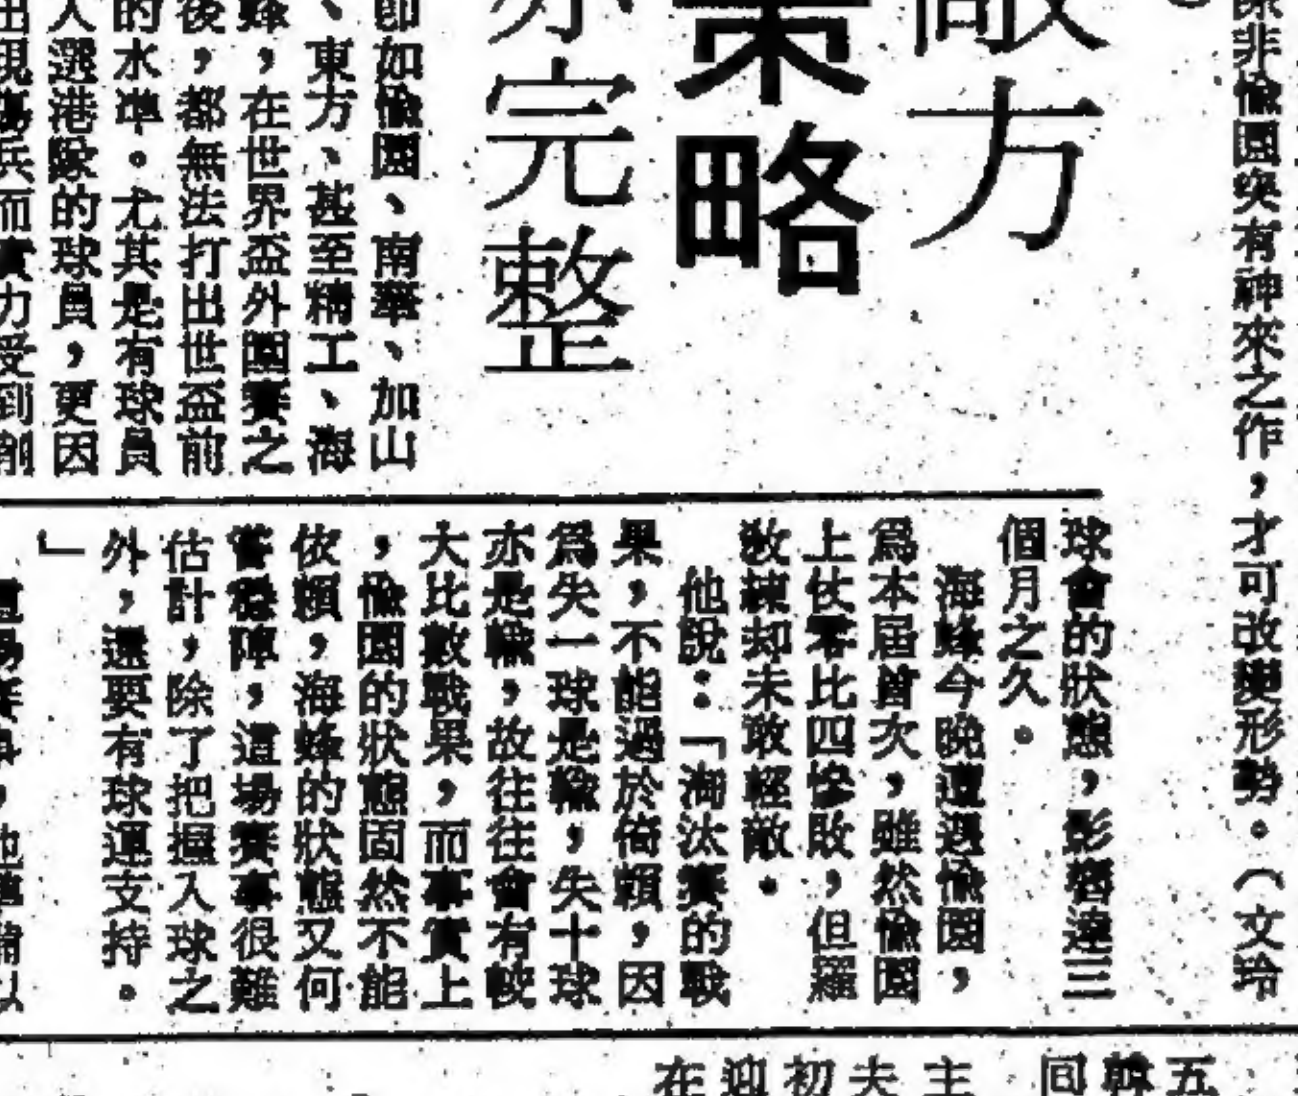 除非愉園突有神來之作，才可改變形勢。（文玲
敵方
策略
亦完整
即如愉園、南華、加山
、東方、甚至精工、海
蜂，在世界盃外圍賽之
後，都無法打出世盃前
的水準。尤其是有球員
入選港隊的球員，更因
出現傷兵而實力受到削
球會的狀態，影響達三
個月之久。
海蜂今晚遭遇愉園，
爲本屆首次，雖然愉園
上仗零比四慘敗，但羅
敎練却未敢輕敵。
他說：「淘汰賽的戰
果，不能過於倚賴，因
爲失一球是輸，失十球
亦是輸，故往往會有較
大比數戰果，而事實上
，愉園的狀態固然不能
依賴，海蜂的狀態又何
嘗穩陣，這場賽事很難
估計，除了把握入球之
外，還要有球運支持。
」
五
韓
回
主
夫
初
迎
在